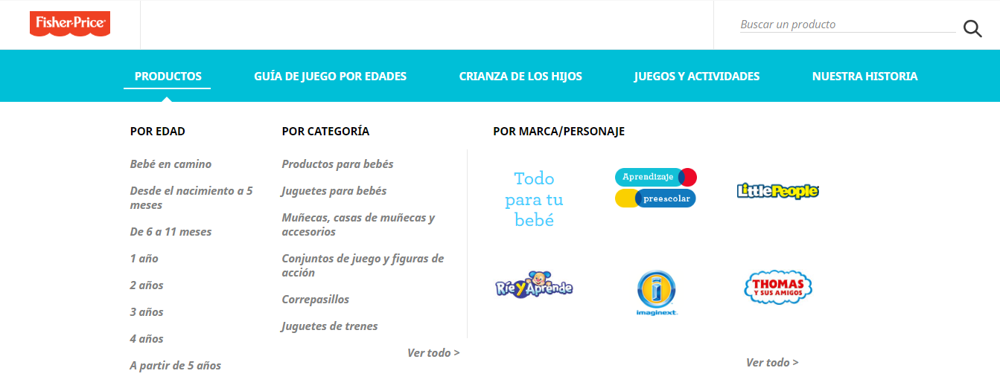 Fisher-Price
Buscar un producto
PRODUCTOS
GUÍA DE JUEGO POR EDADES
CRIANZA DE LOS HIJOS
JUEGOS Y ACTIVIDADES
NUESTRA HISTORIA
POR EDAD
Bebé en camino
Desde el nacimiento a 5
meses
De 6 a 11 meses
1 año
2 años
3 años
4 años
A partir de 5 años
POR CATEGORÍA
Productos para bebés
Juguetes para bebés
Muñecas, casas de muñecas y
accesorios
Conjuntos de juego y figuras de
acción
Correpasillos
Juguetes de trenes
Ver todo >
POR MARCA/PERSONAJE
Todo
para tu
bebé
Aprendizaje
preescolar
Little People
Ríe y Aprende
i
imaginext
THOMAS
Y SUS AMIGOS
Ver todo >